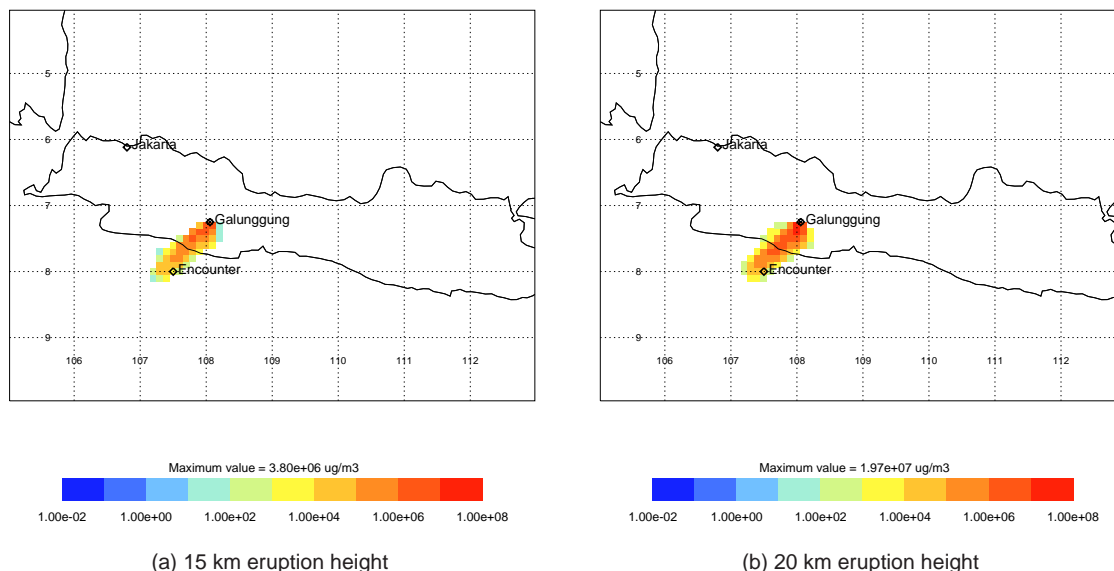 5
6
7
8
9
106 107 108 109 110 111 112
Jakarta
Galunggung
Encounter
Maximum value = 3.80e+06 ug/m3
1.00e-02 1.00e+00 1.00e+02 1.00e+04 1.00e+06 1.00e+08
(a) 15 km eruption height
5
6
7
8
9
106 107 108 109 110 111 112
Jakarta
Galunggung
Encounter
Maximum value = 1.97e+07 ug/m3
1.00e-02 1.00e+00 1.00e+02 1.00e+04 1.00e+06 1.00e+08
(b) 20 km eruption height